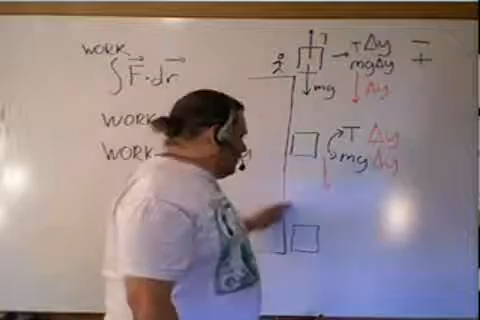 WORK
∫F⃗·dr⃗
WORK
WORK
T
TΔy −
mgΔy +
mg
Δy
T Δy
mg Δy